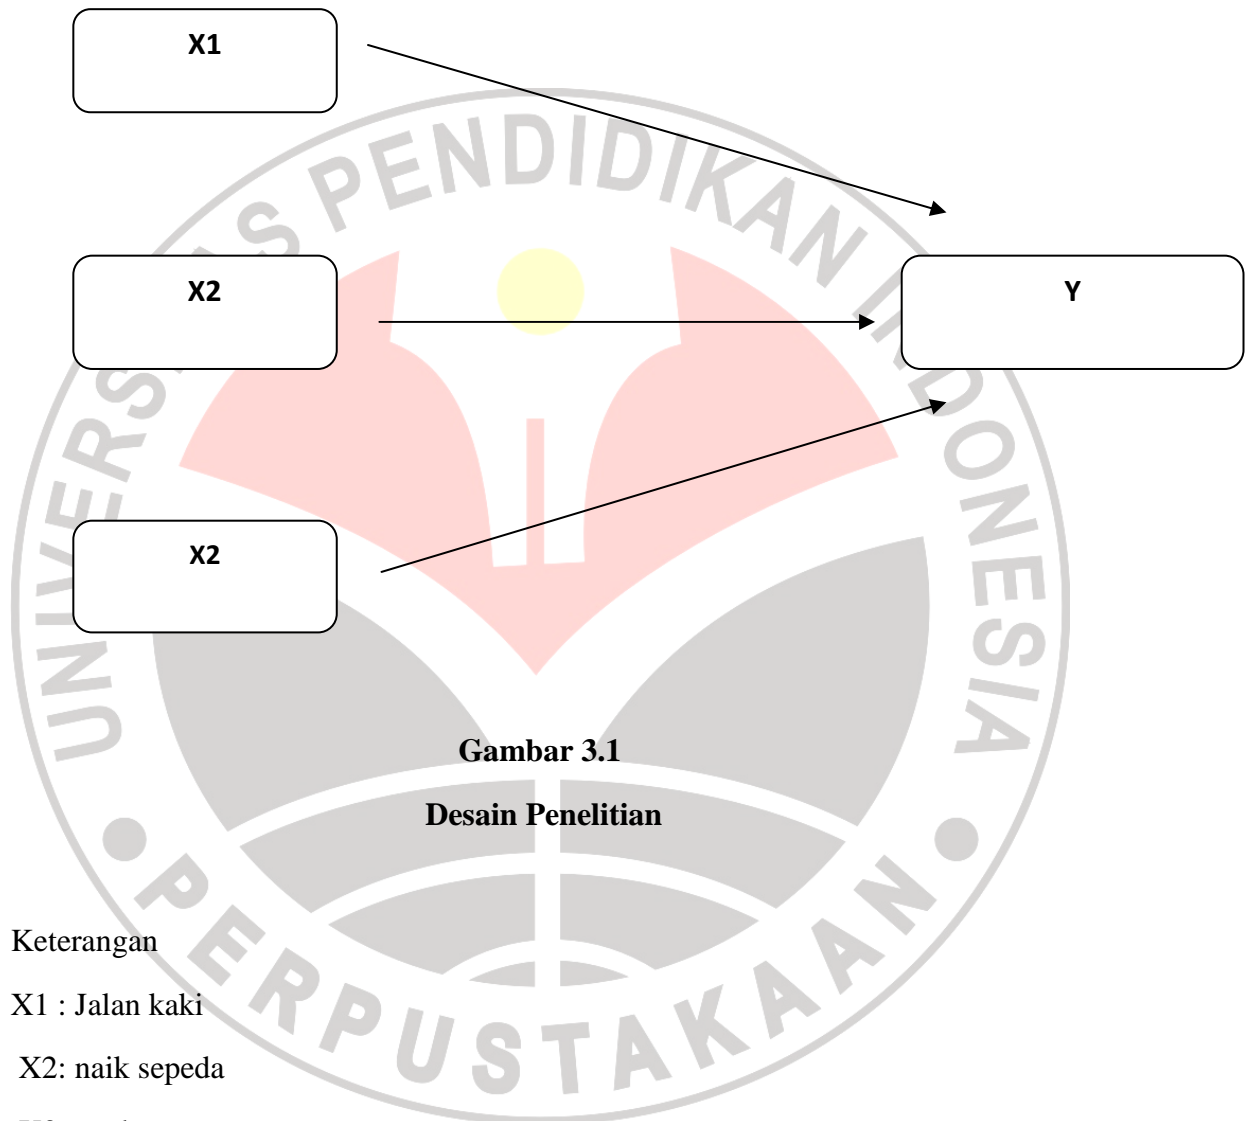 X1
X2
Y
X2
Gambar 3.1
Desain Penelitian
Keterangan
X1 : Jalan kaki
X2: naik sepeda
UNIVERSITAS PENDIDIKAN INDONESIA
PERPUSTAKAAN